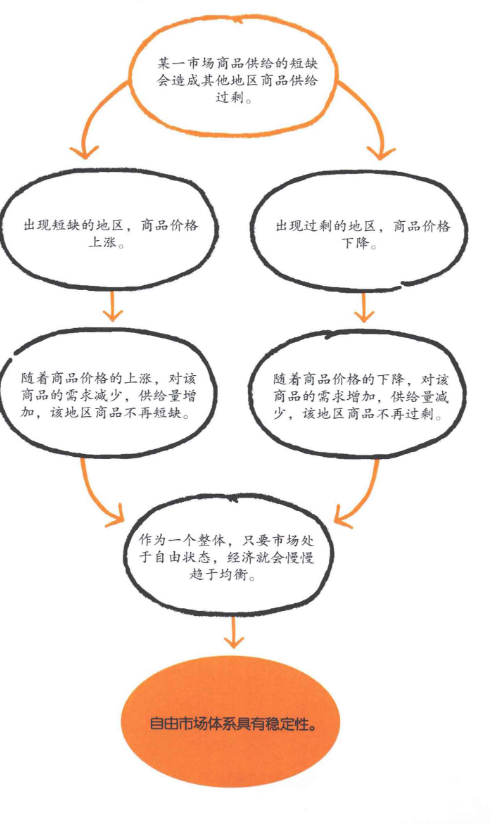 某一市场商品供给的短缺
会造成其他地区商品供给
过剩。
出现短缺的地区，商品价格
上涨。
出现过剩的地区，商品价格
下降。
随着商品价格的上涨，对该
商品的需求减少，供给量增
加，该地区商品不再短缺。
随着商品价格的下降，对该
商品的需求增加，供给量减
少，该地区商品不再过剩。
作为一个整体，只要市场处
于自由状态，经济就会慢慢
趋于均衡。
自由市场体系具有稳定性。